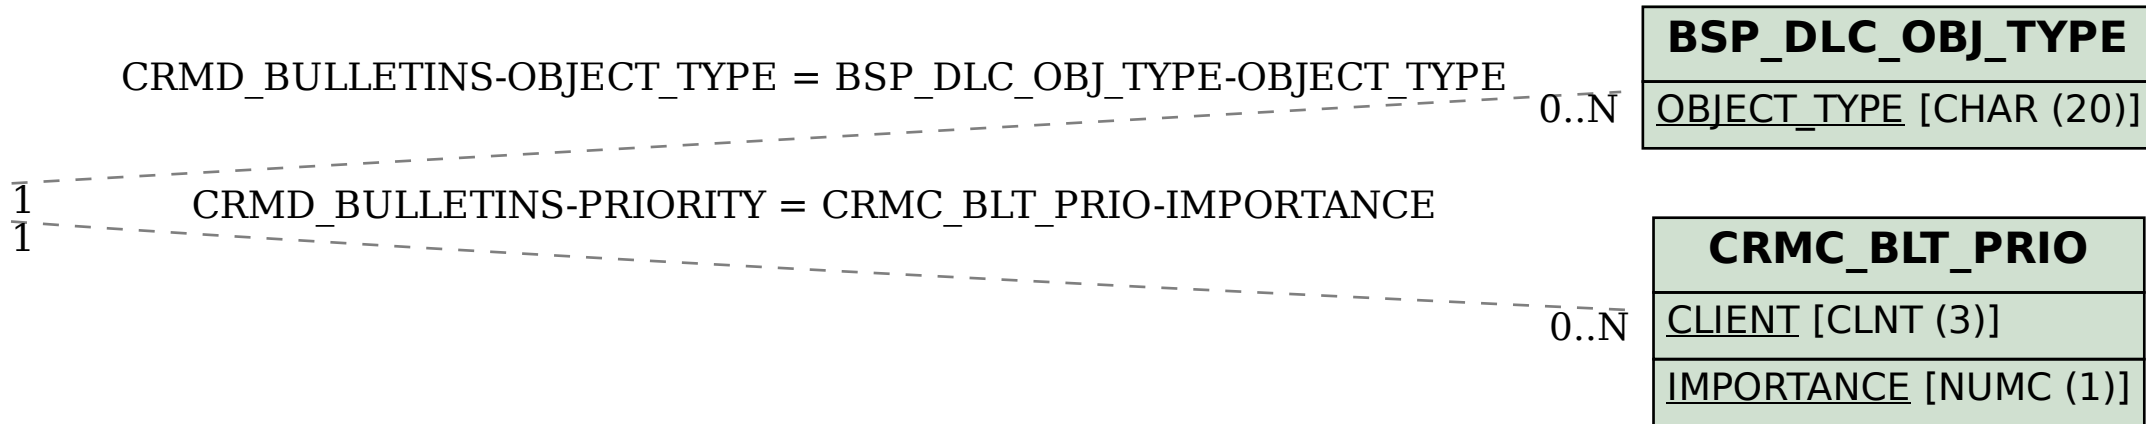 BSP_DLC_OBJ_TYPE
CRMD_BULLETINS-OBJECT_TYPE = BSP_DLC_OBJ_TYPE-OBJECT_TYPE
0..N
OBJECT_TYPE [CHAR (20)]
1
CRMD_BULLETINS-PRIORITY = CRMC_BLT_PRIO-IMPORTANCE
1
CRMC_BLT_PRIO
0..N
CLIENT [CLNT (3)]
IMPORTANCE [NUMC (1)]